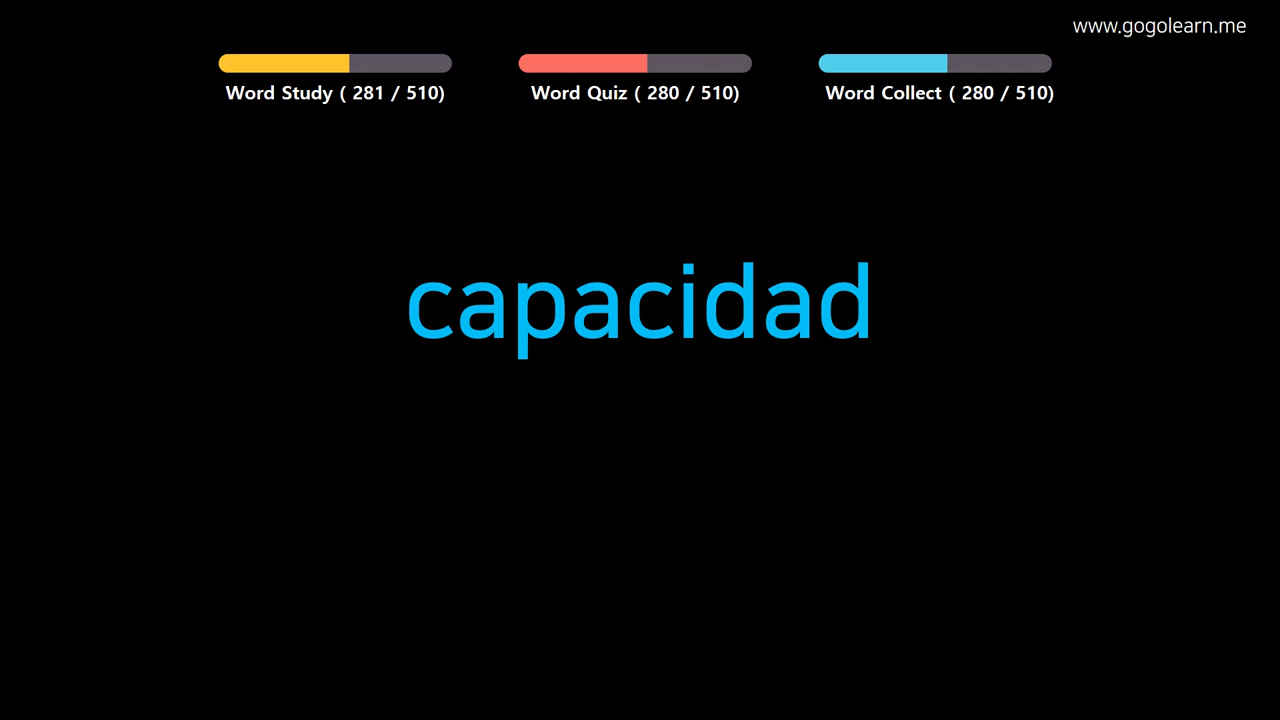 www.gogolearn.me
Word Study ( 281 / 510)
Word Quiz ( 280 / 510)
Word Collect ( 280 / 510)
capacidad